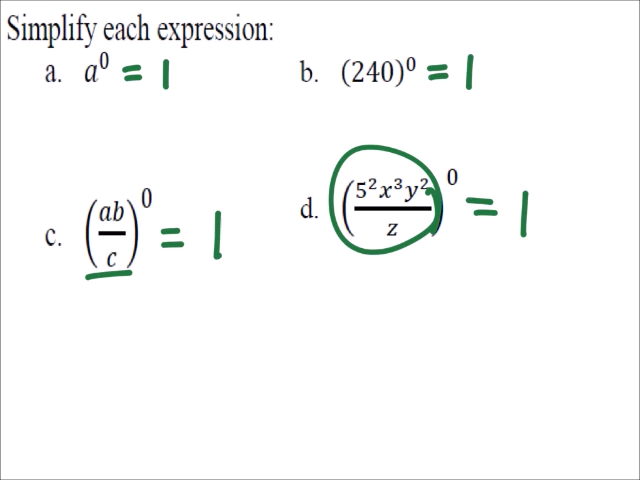 Simplify each expression:
a. a⁰ = 1 b. (240)⁰ = 1
c. (ab/c)⁰ = 1 d. (5²x³y²/z)⁰ = 1